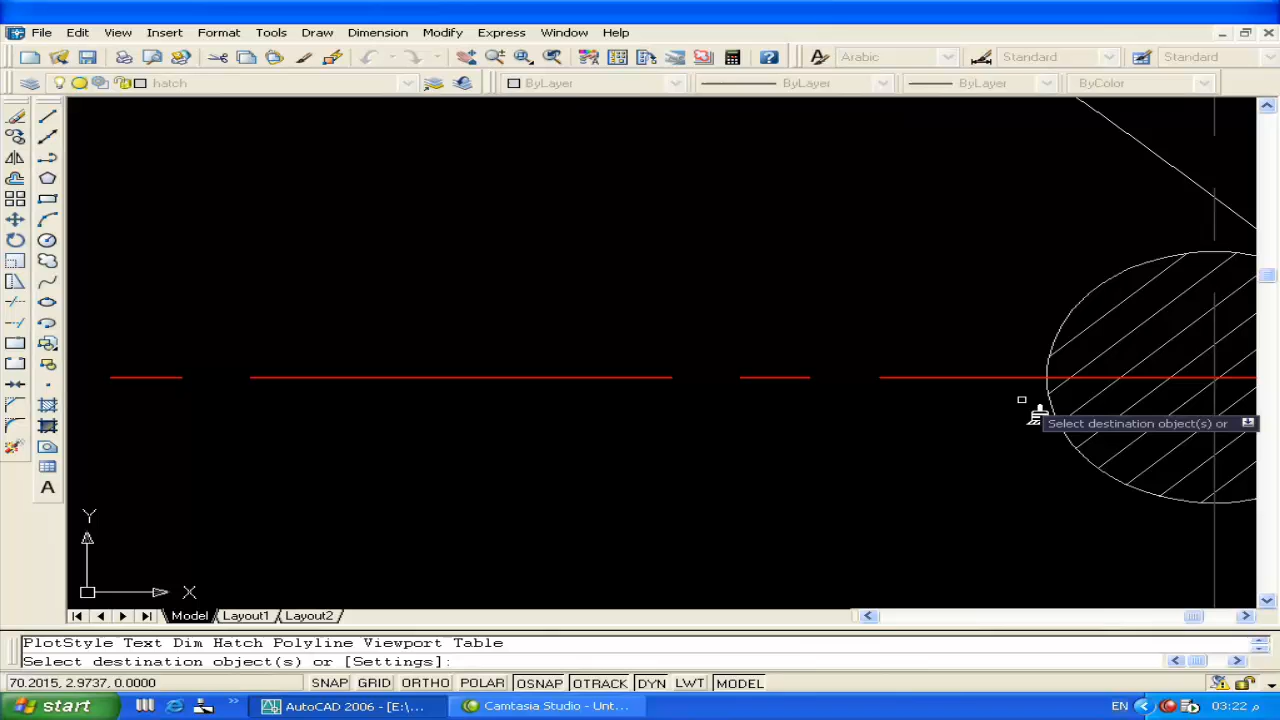 File Edit View Insert Format Tools Draw Dimension Modify Express Window Help
Arabic Standard Standard
hatch ByLayer ByLayer ByLayer ByColor
Select destination object(s) or
Y
X
A
Model Layout1 Layout2
PlotStyle Text Dim Hatch Polyline Viewport Table
Select destination object(s) or [Settings]:
70.2015, 2.9737, 0.0000 SNAP GRID ORTHO POLAR OSNAP OTRACK DYN LWT MODEL
start AutoCAD 2006 - [E:\... Camtasia Studio - Unt... EN 03:22 م